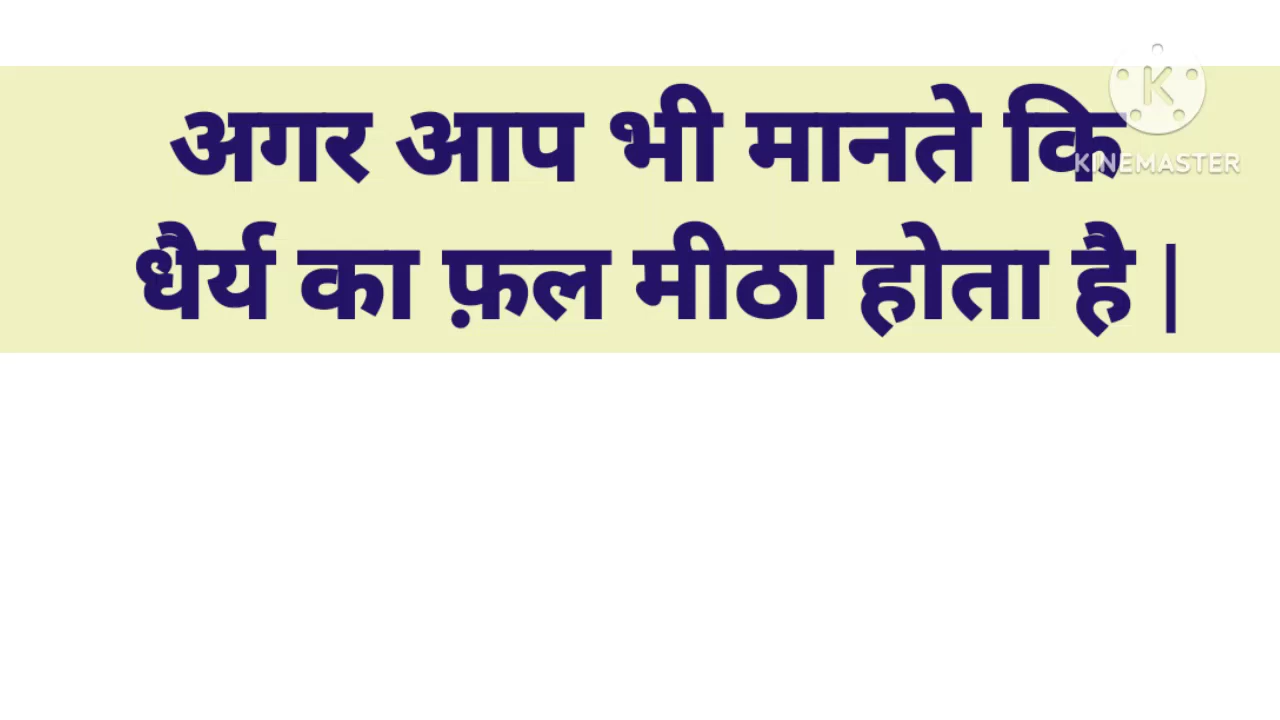 अगर आप भी मानते कि
धैर्य का फ़ल मीठा होता है |
KINEMASTER